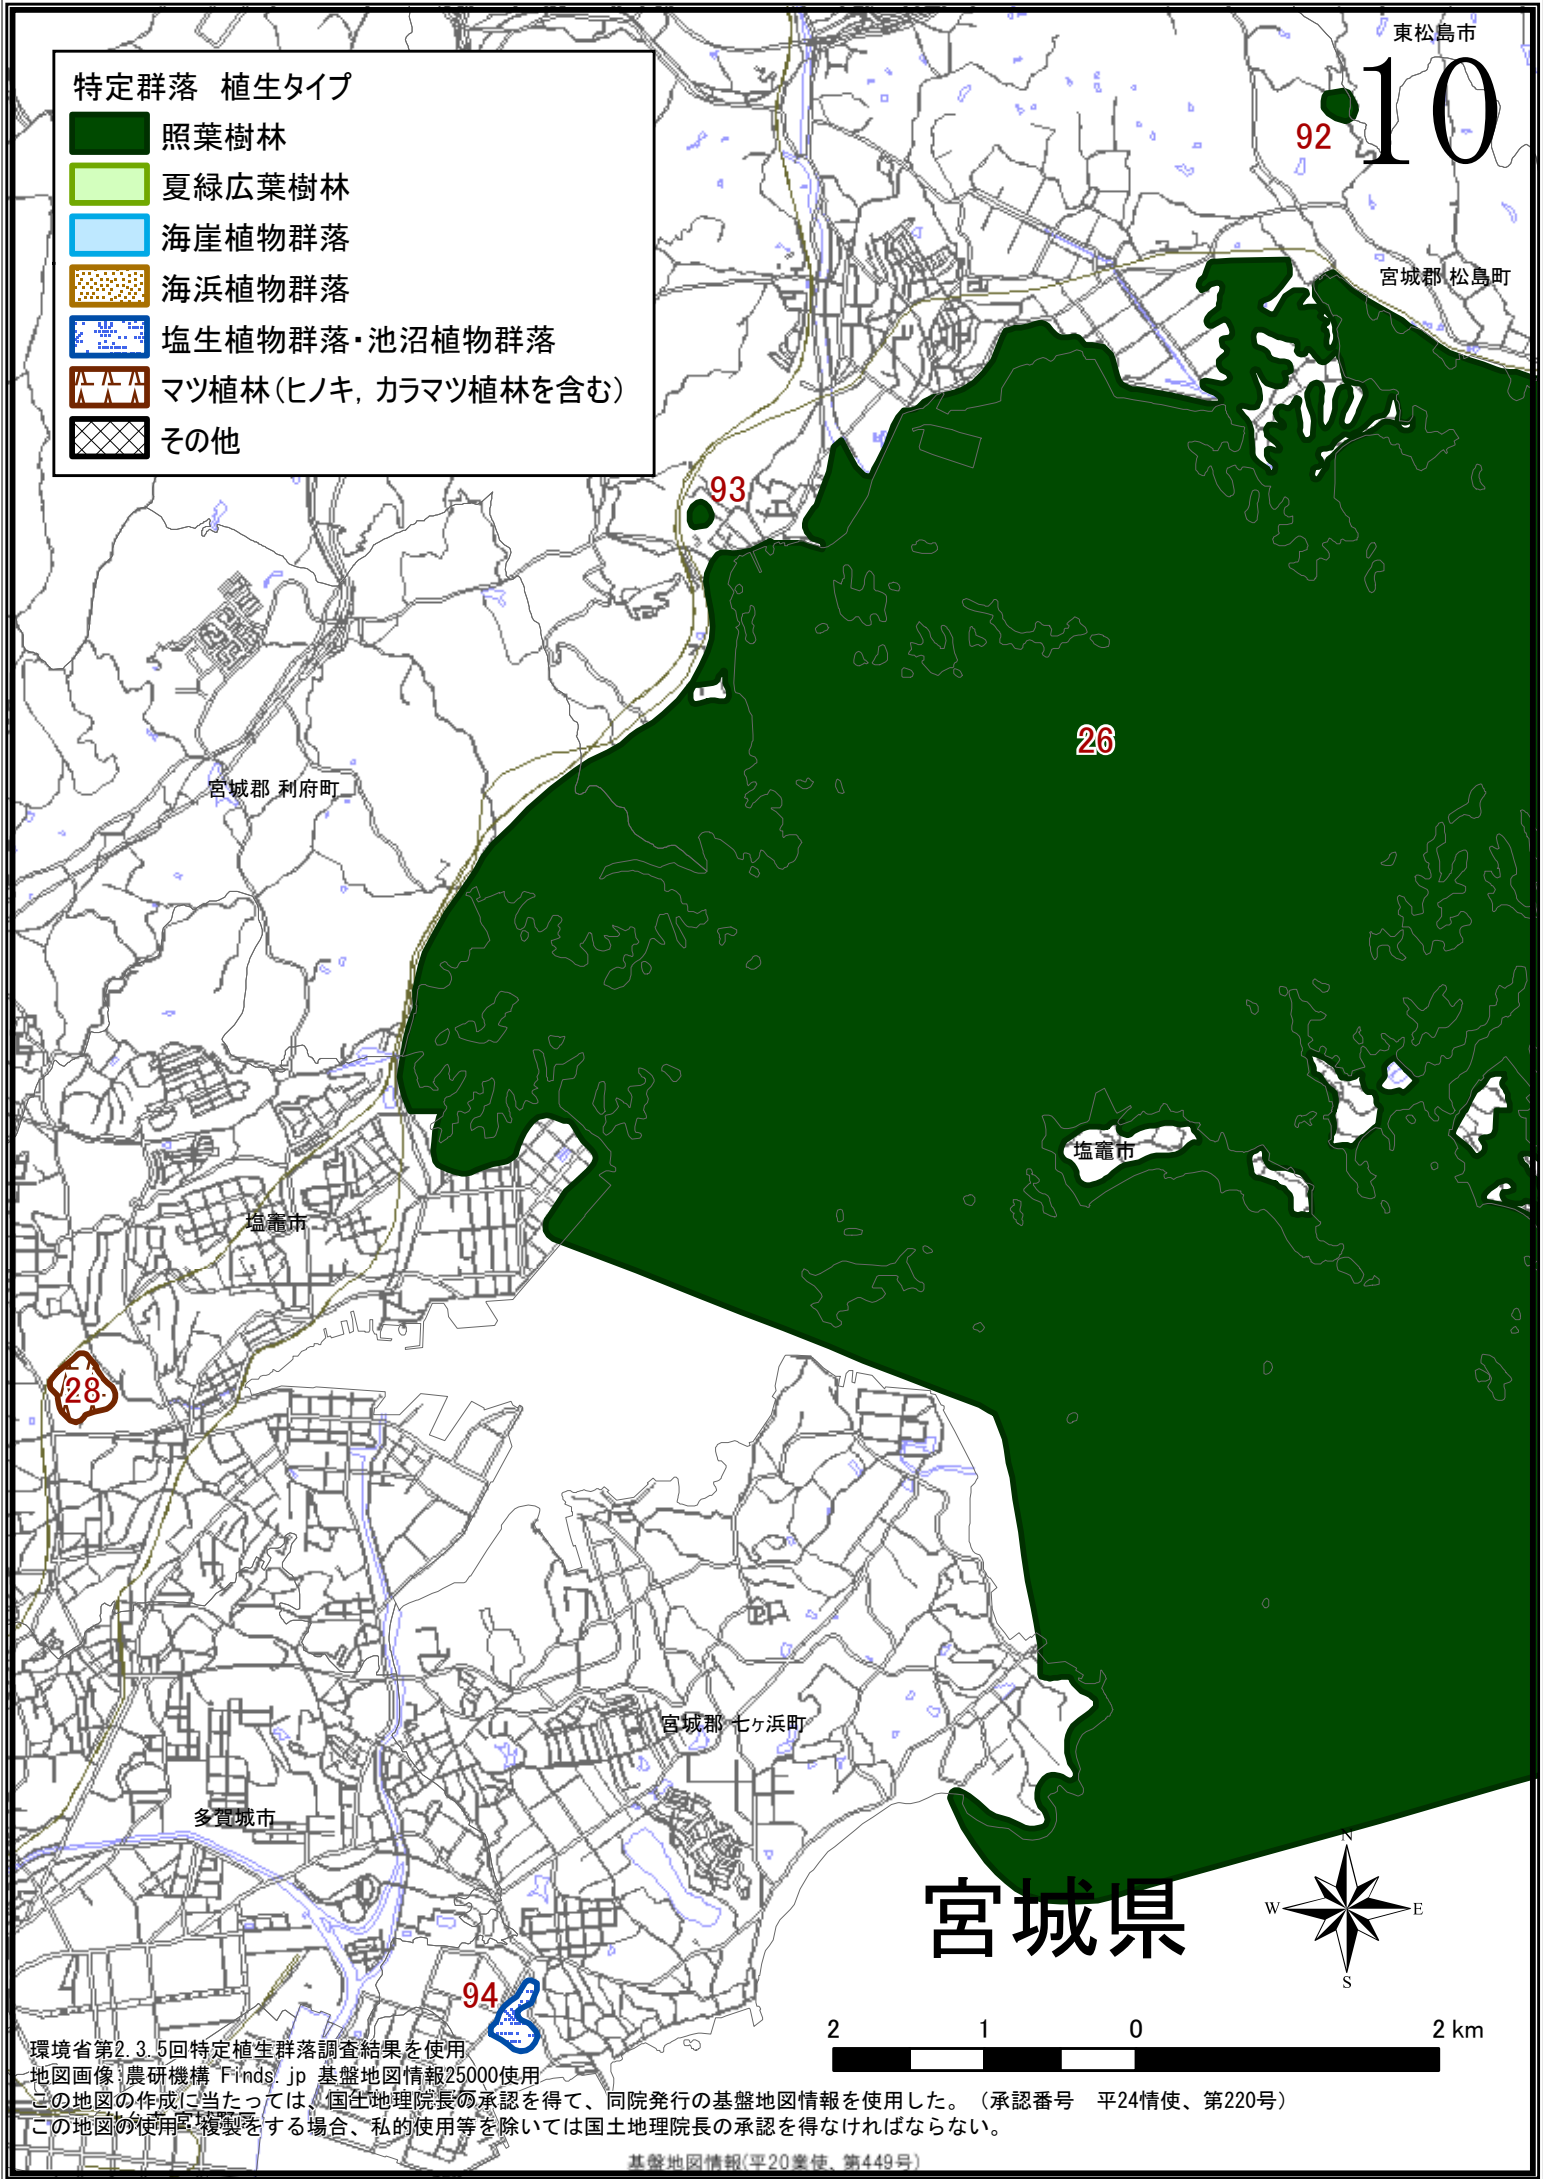 東松島市
10
特定群落 植生タイプ
照葉樹林
夏緑広葉樹林
海崖植物群落
海浜植物群落
塩生植物群落・池沼植物群落
マツ植林(ヒノキ, カラマツ植林を含む)
その他
92
宮城郡 松島町
93
26
宮城郡 利府町
塩竈市
塩竈市
28
宮城郡 七ヶ浜町
多賀城市
宮城県
N
W E
S
94
2 1 0 2 km
環境省第2.3.5回特定植生群落調査結果を使用
地図画像:農研機構 Finds.jp 基盤地図情報25000使用
この地図の作成に当たっては、国土地理院長の承認を得て、同院発行の基盤地図情報を使用した。(承認番号 平24情使、第220号)
この地図の使用・複製をする場合、私的使用等を除いては国土地理院長の承認を得なければならない。
基盤地図情報(平20業使、第449号)